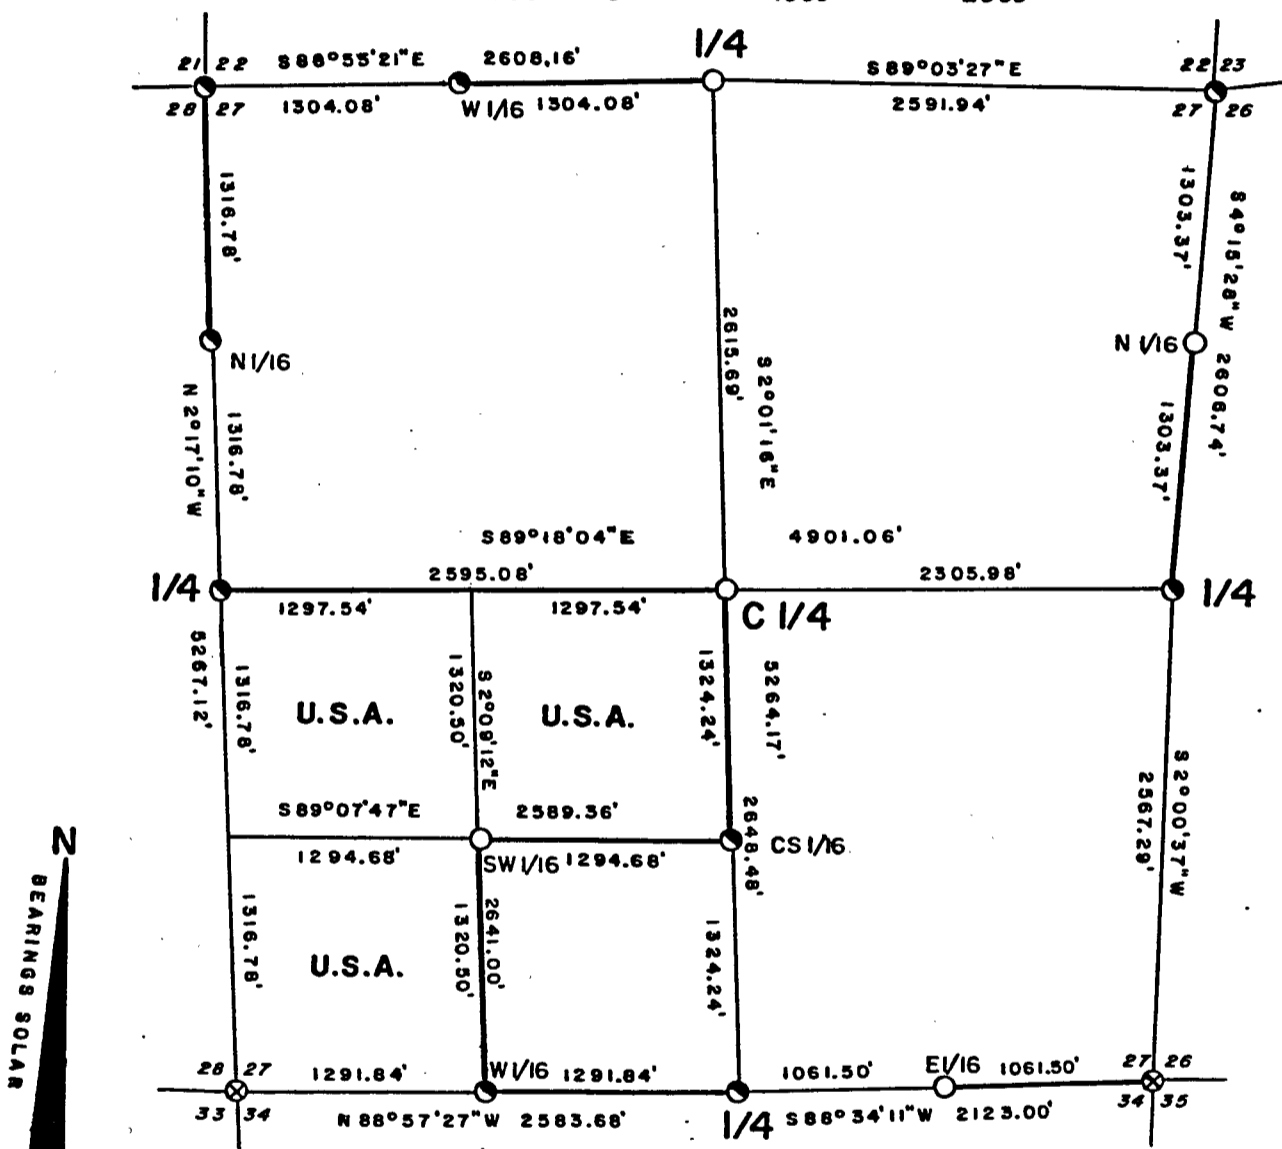 1/4
21 22
S 88°55'21" E 2608.16'
S 89°03'27" E
22 23
28 27
1304.08'
W 1/16 1304.08'
2591.94'
27 26
1316.78'
1303.37'
S 4°15'28" W 2606.74'
N 1/16
N 1/16
2615.69'
S 2°01'16" E
N 2°17'10" W
1316.78'
1303.37'
S 89°18'04" E 4901.06'
1/4
2595.08'
2305.98'
1/4
1297.54'
1297.54'
C 1/4
5267.12'
1316.78'
1320.50'
S 2°09'12" E
1324.24'
5264.17'
U.S.A.
U.S.A.
S 2°00'37" W
2567.29'
S 89°07'47" E 2589.36'
2648.48'
CS 1/16
1294.68'
SW 1/16 1294.68'
N
BEARINGS SOLAR
1316.78'
1320.50'
2641.00'
1324.24'
U.S.A.
28 27
1291.84'
W 1/16
1291.84'
1061.50'
E 1/16
1061.50'
27 26
33 34
N 88°57'27" W 2583.68'
1/4
S 88°34'11" W 2123.00'
34 35